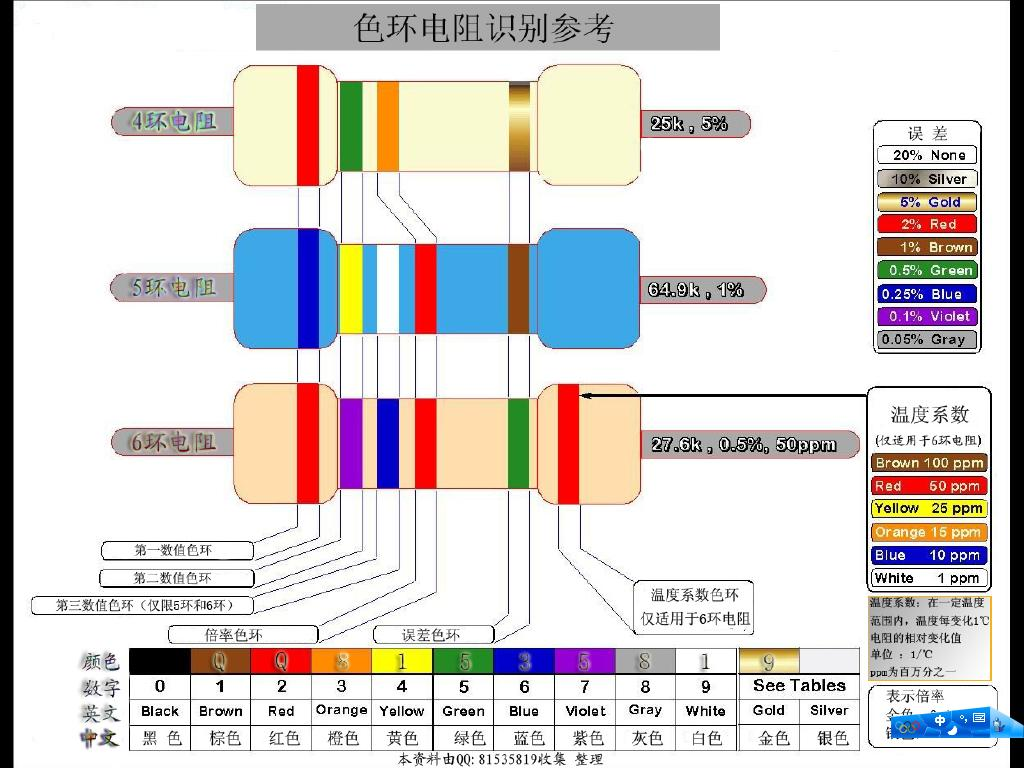 色环电阻识别参考
4环电阻
25k , 5%
误 差
20% None
10% Silver
5% Gold
2% Red
1% Brown
0.5% Green
0.25% Blue
0.1% Violet
0.05% Gray
5环电阻
64.9k , 1%
6环电阻
27.6k , 0.5%, 50ppm
温度系数
(仅适用于6环电阻)
Brown 100 ppm
Red 50 ppm
Yellow 25 ppm
Orange 15 ppm
Blue 10 ppm
White 1 ppm
第一数值色环
第二数值色环
第三数值色环（仅限5环和6环）
倍率色环
误差色环
温度系数色环
仅适用于6环电阻
温度系数：在一定温度
范围内，温度每变化1℃
电阻的相对变化值
单位 ：1/℃
ppm为百万分之一
颜色 Q Q 8 1 5 3 5 8 1 9
数字 0 1 2 3 4 5 6 7 8 9 See Tables
英文 Black Brown Red Orange Yellow Green Blue Violet Gray White Gold Silver
中文 黑 色 棕色 红色 橙色 黄色 绿色 蓝色 紫色 灰色 白色 金色 银色
表示倍率
金色
中
本资料由QQ: 81535819收集 整理